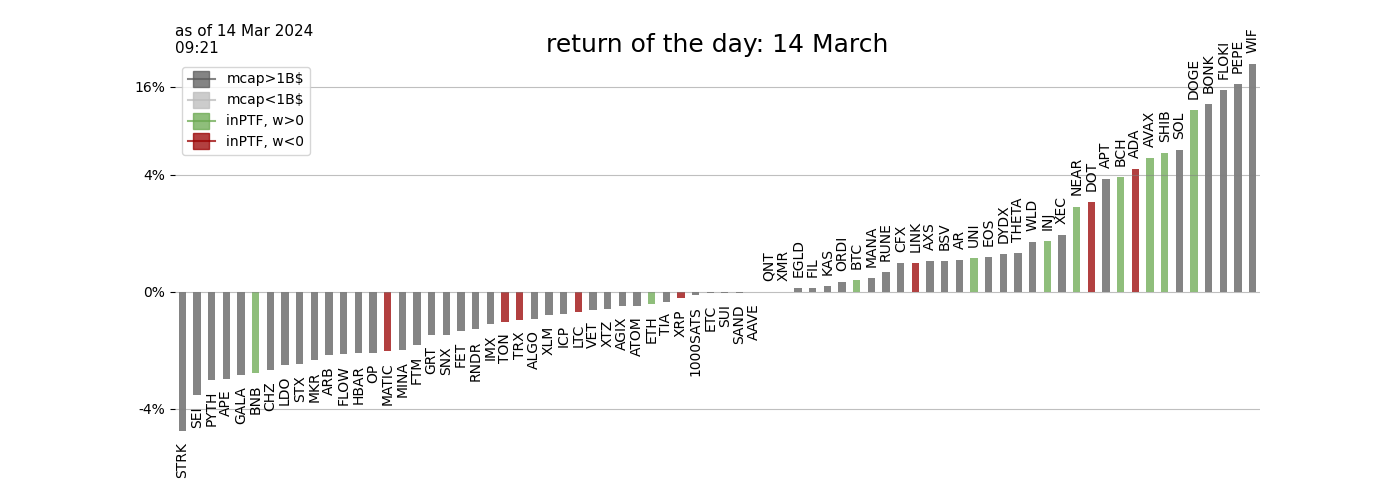 as of 14 Mar 2024
09:21
return of the day: 14 March
mcap>1B$
mcap<1B$
inPTF, w>0
inPTF, w<0
16%
4%
0%
-4%
STRK
SEI
PYTH
APE
GALA
BNB
CHZ
LDO
STX
MKR
ARB
FLOW
HBAR
OP
MATIC
MINA
FTM
GRT
SNX
FET
RNDR
IMX
TON
TRX
ALGO
XLM
ICP
LTC
VET
XTZ
AGIX
ATOM
ETH
TIA
XRP
1000SATS
ETC
SUI
SAND
AAVE
QNT
XMR
EGLD
FIL
KAS
ORDI
BTC
MANA
RUNE
CFX
LINK
AXS
BSV
AR
UNI
EOS
DYDX
THETA
WLD
INJ
XEC
NEAR
DOT
APT
BCH
ADA
AVAX
SHIB
SOL
DOGE
BONK
FLOKI
PEPE
WIF